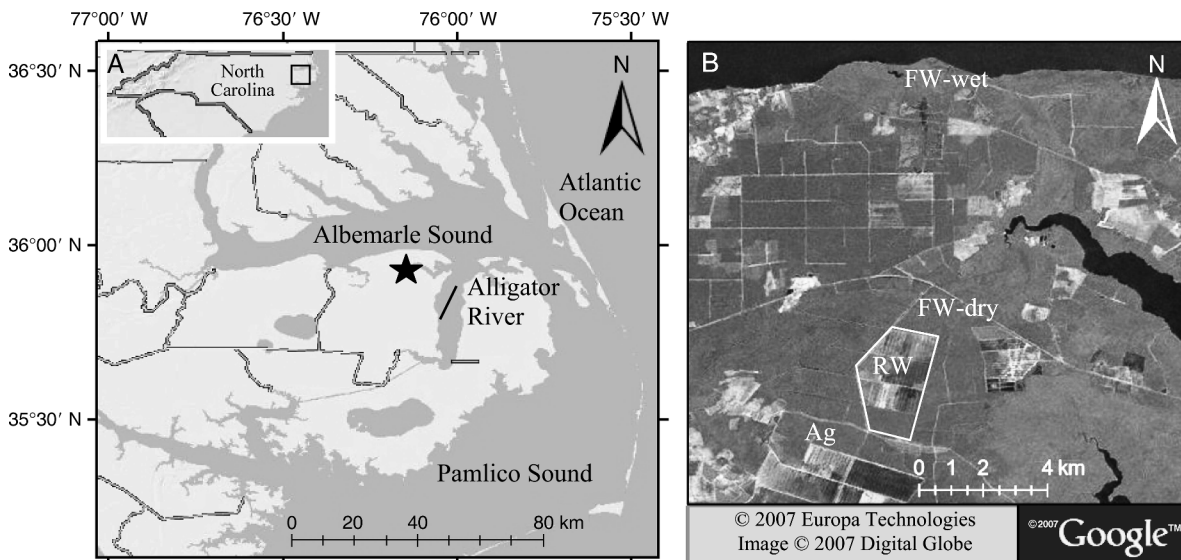 77°00′ W 76°30′ W 76°00′ W 75°30′ W
A
North
Carolina
N
36°30′ N
Atlantic
Ocean
36°00′ N
Albemarle Sound
Alligator
River
35°30′ N
Pamlico Sound
0 20 40 80 km
B
FW-wet
N
FW-dry
RW
Ag
0 1 2 4 km
© 2007 Europa Technologies
Image © 2007 Digital Globe
©2007 Google™